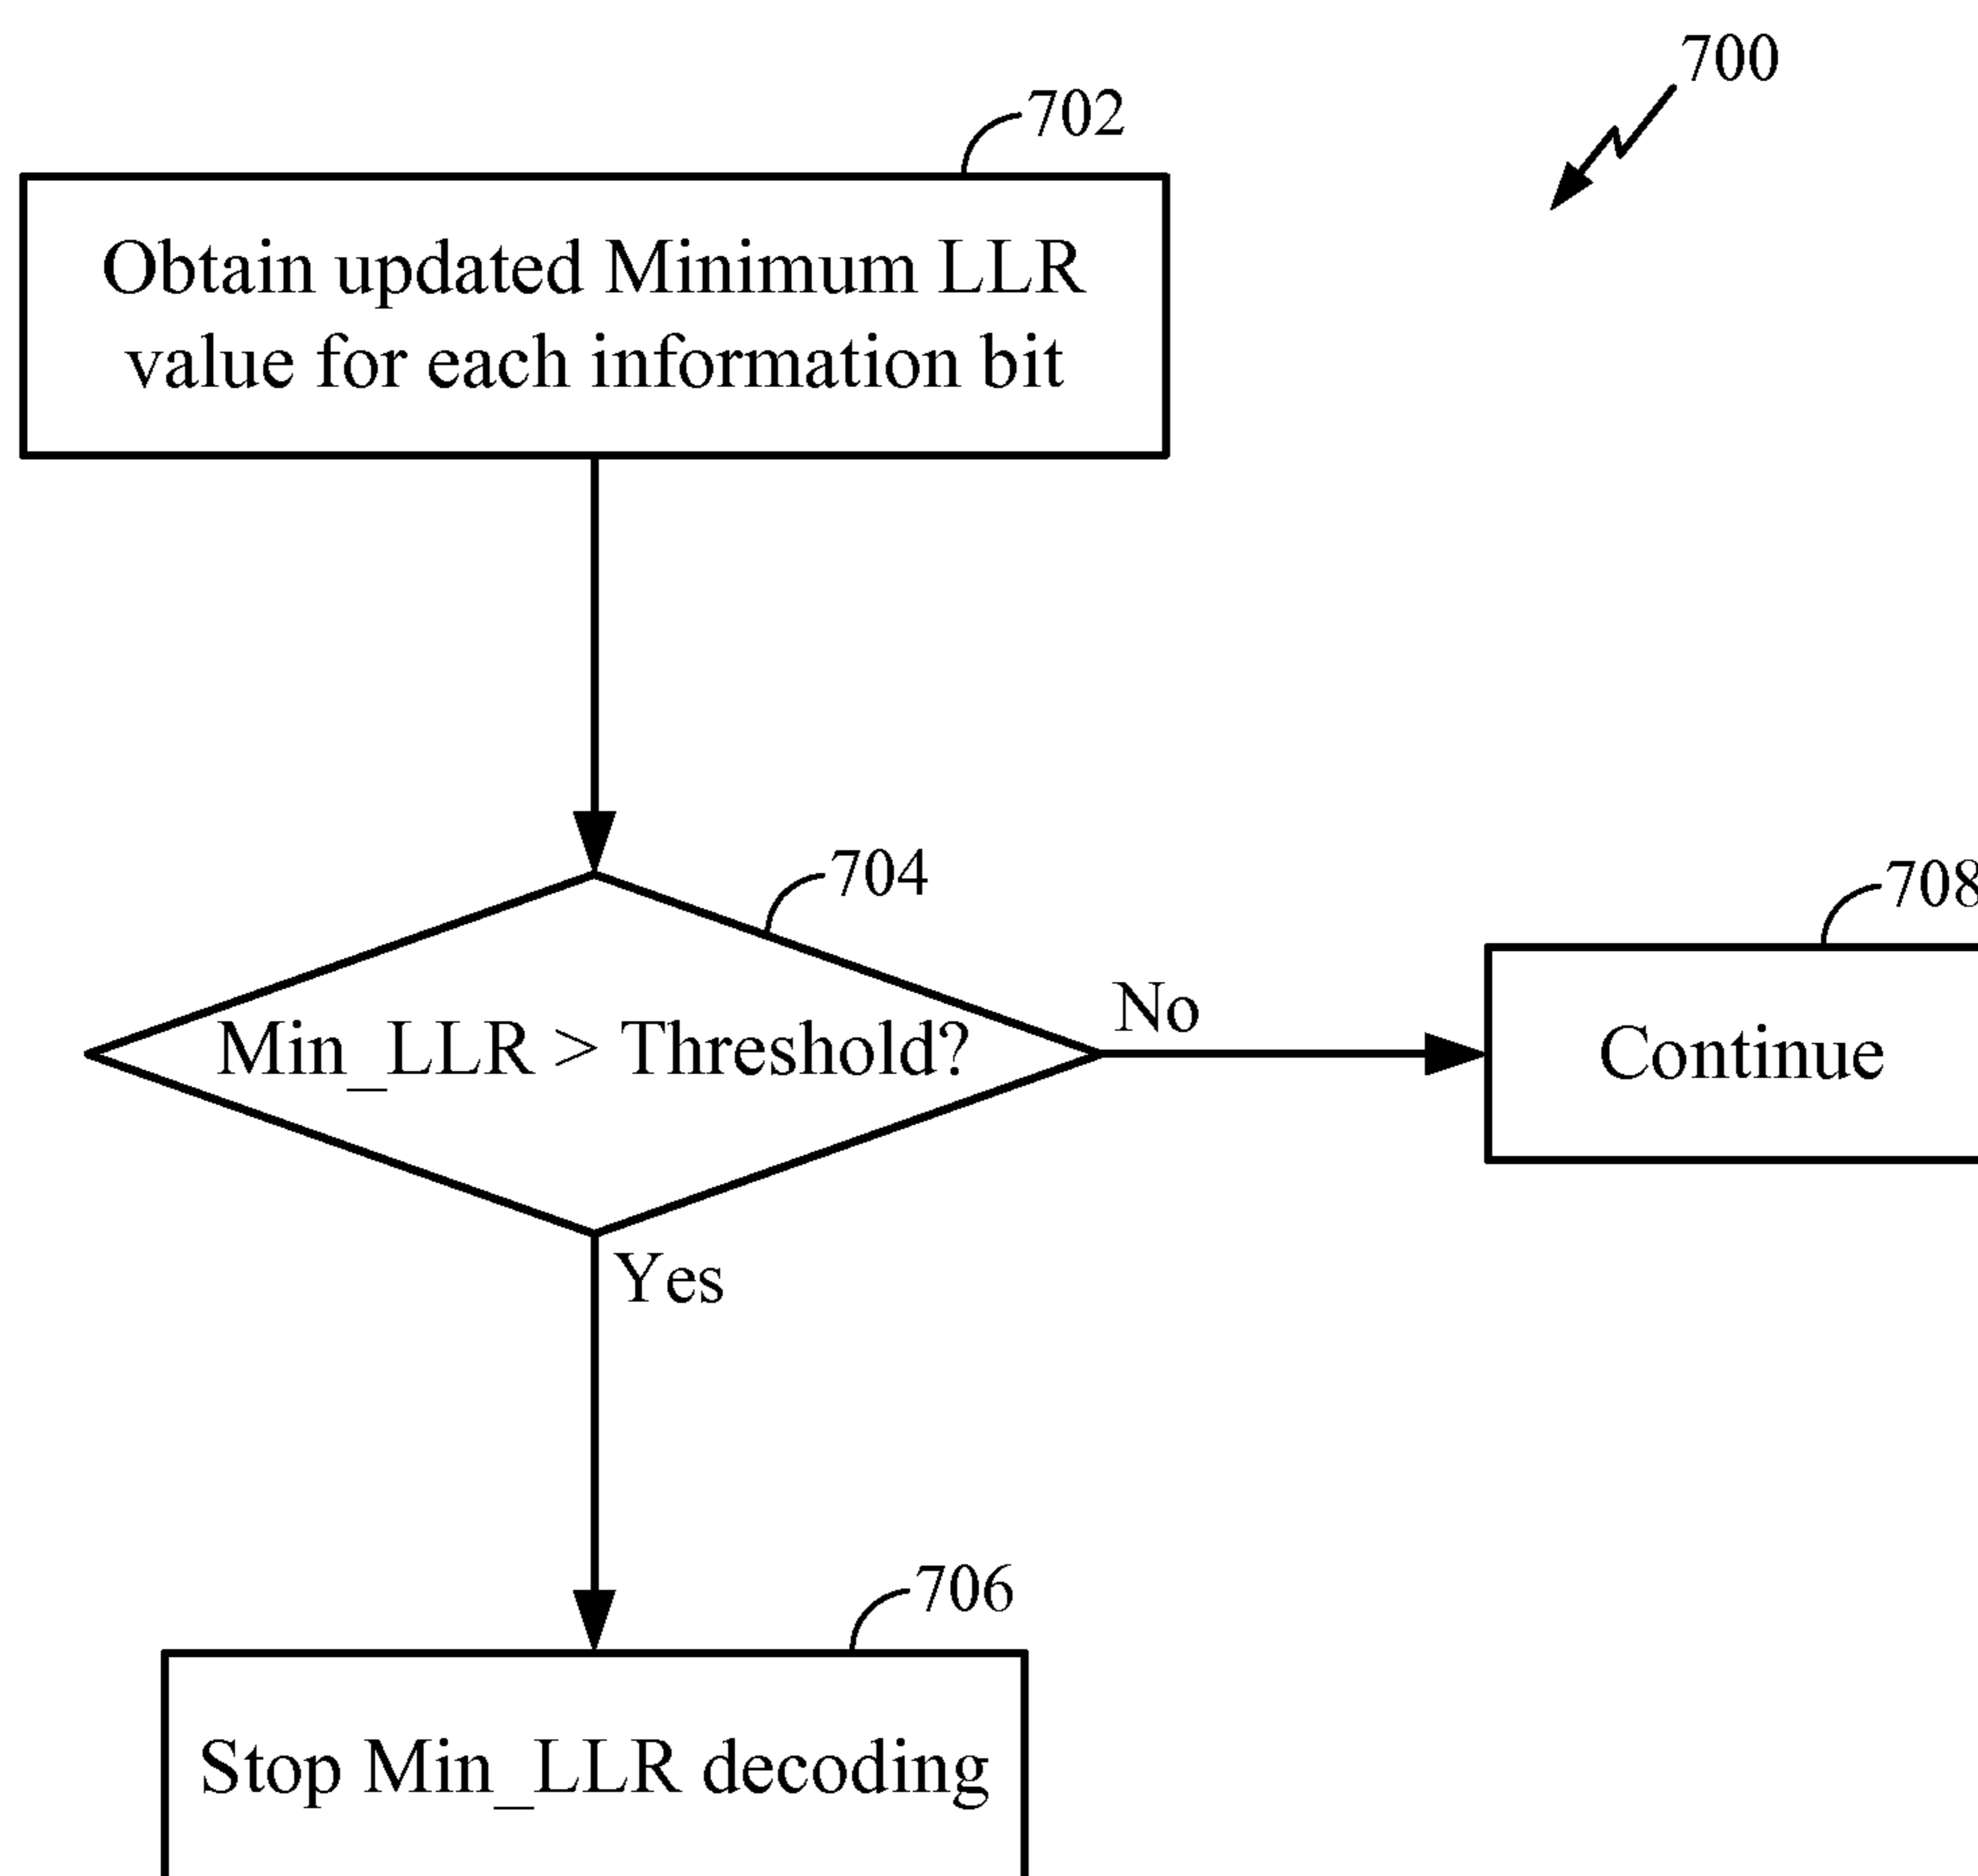 700
702
Obtain updated Minimum LLR
value for each information bit
704
Min_LLR > Threshold?
No
708
Continue
Yes
706
Stop Min_LLR decoding